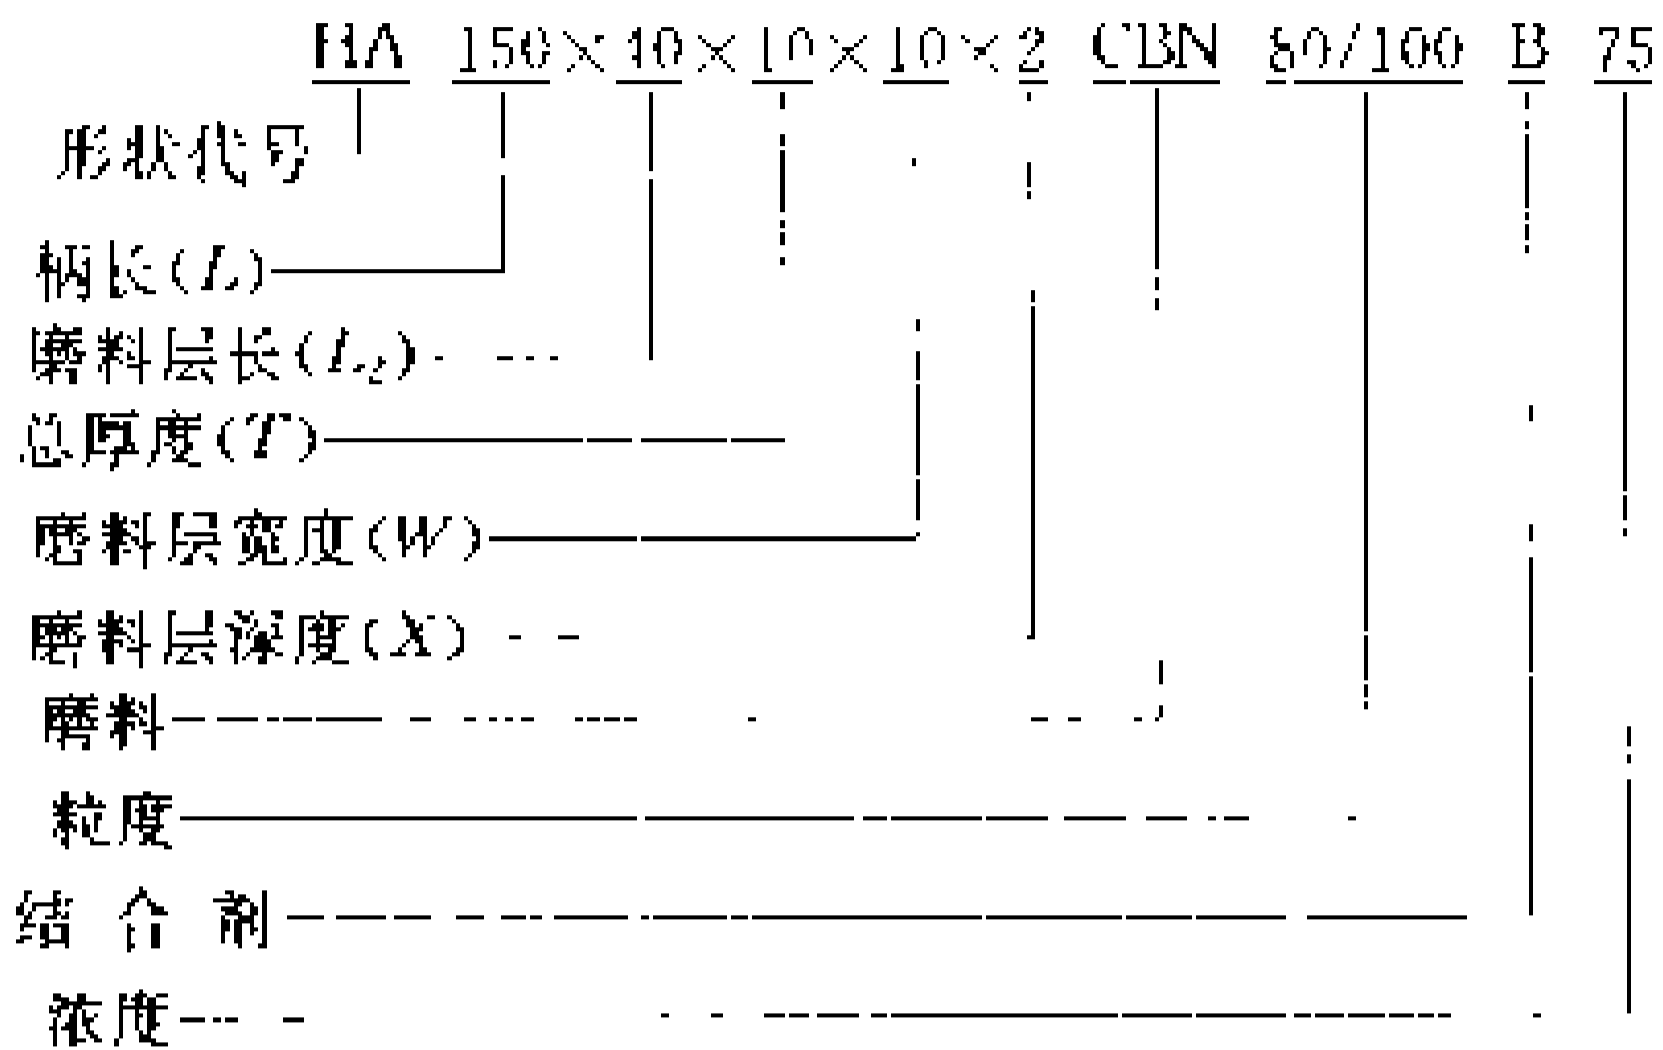 HA 150×40×10×10×2 CBN 80/100 B 75
形状代号
柄长(L)
磨料层长(L₂)
总厚度(T)
磨料层宽度(W)
磨料层深度(X)
磨料
粒度
结合剂
浓度